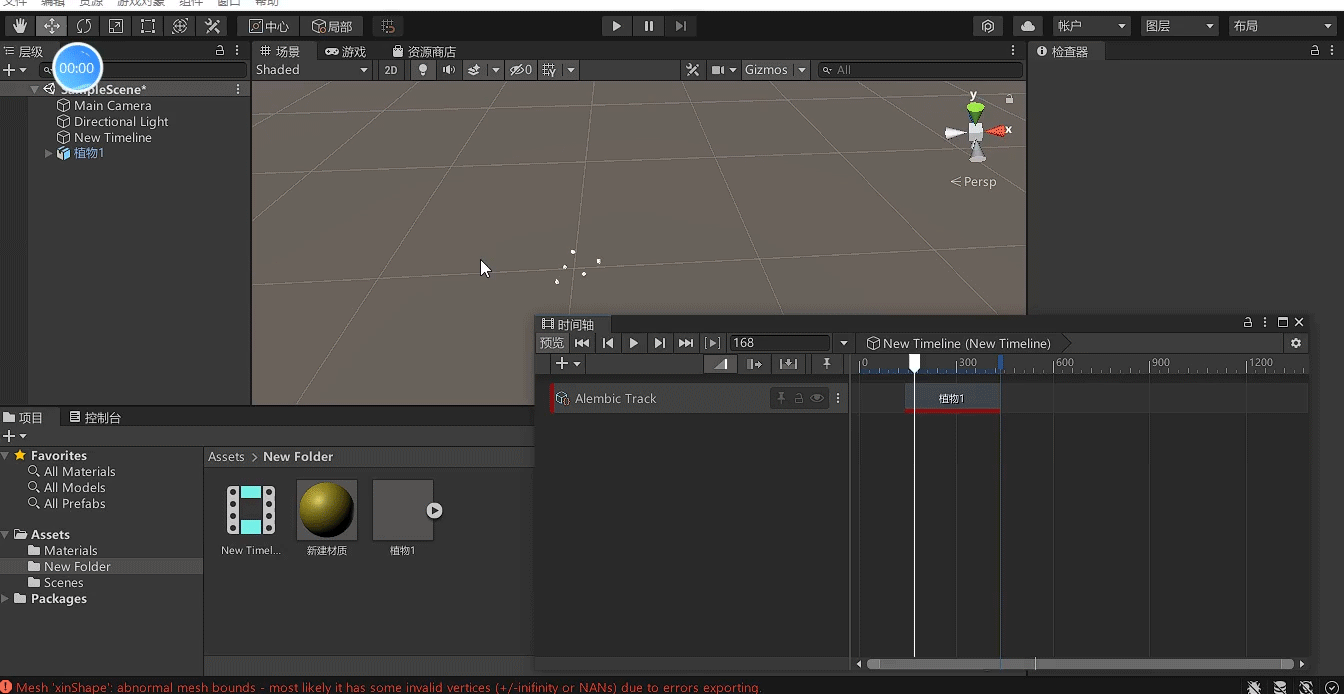 文件 编辑 资源 游戏对象 组件 窗口 帮助
中心 局部 帐户 图层 布局
层级 场景 游戏 资源商店 检查器
00:00
Shaded 2D 0 Gizmos All
SampleScene*
Main Camera
Directional Light
New Timeline
植物1
y
x
Persp
时间轴
预览 168 New Timeline (New Timeline)
0 300 600 900 1200
Alembic Track 植物1
项目 控制台
Favorites
All Materials
All Models
All Prefabs
Assets
Materials
New Folder
Scenes
Packages
Assets > New Folder
New Timel... 新建材质 植物1
Mesh 'xinShape': abnormal mesh bounds - most likely it has some invalid vertices (+/-inifinity or NANs) due to errors exporting.